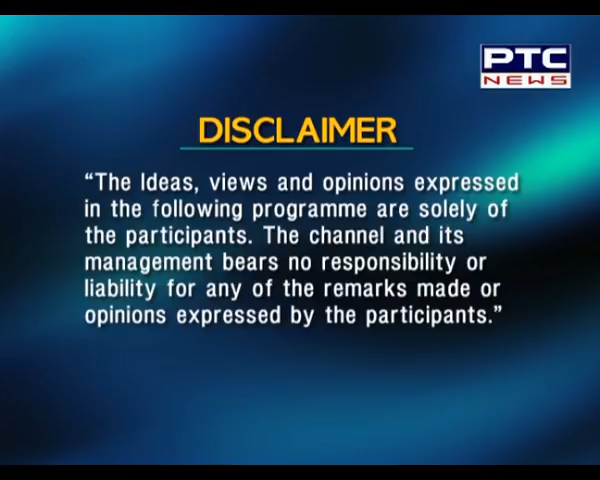 PTC
NEWS
DISCLAIMER
“The Ideas, views and opinions expressed
in the following programme are solely of
the participants. The channel and its
management bears no responsibility or
liability for any of the remarks made or
opinions expressed by the participants.”